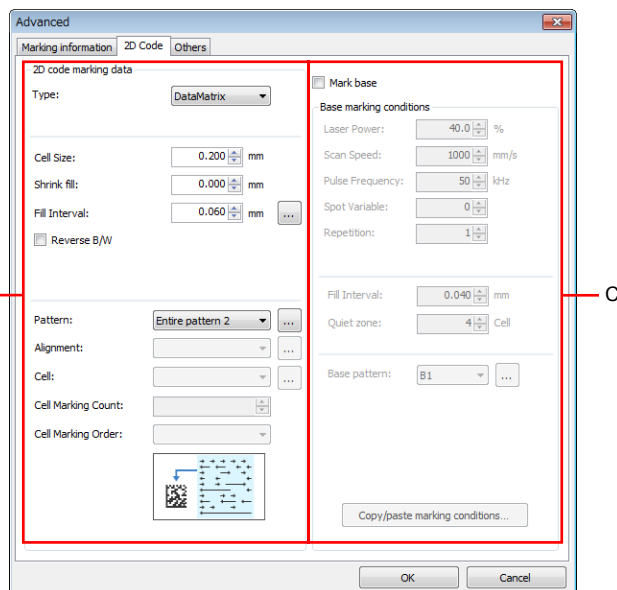 Advanced
Marking information 2D Code Others
2D code marking data
Type: DataMatrix
Cell Size: 0.200 mm
Shrink fill: 0.000 mm
Fill Interval: 0.060 mm ...
Reverse B/W
Pattern: Entire pattern 2 ...
Alignment: ...
Cell: ...
Cell Marking Count:
Cell Marking Order:
Mark base
Base marking conditions
Laser Power: 40.0 %
Scan Speed: 1000 mm/s
Pulse Frequency: 50 kHz
Spot Variable: 0
Repetition: 1
Fill Interval: 0.040 mm
Quiet zone: 4 Cell
Base pattern: B1 ...
Copy/paste marking conditions...
OK Cancel